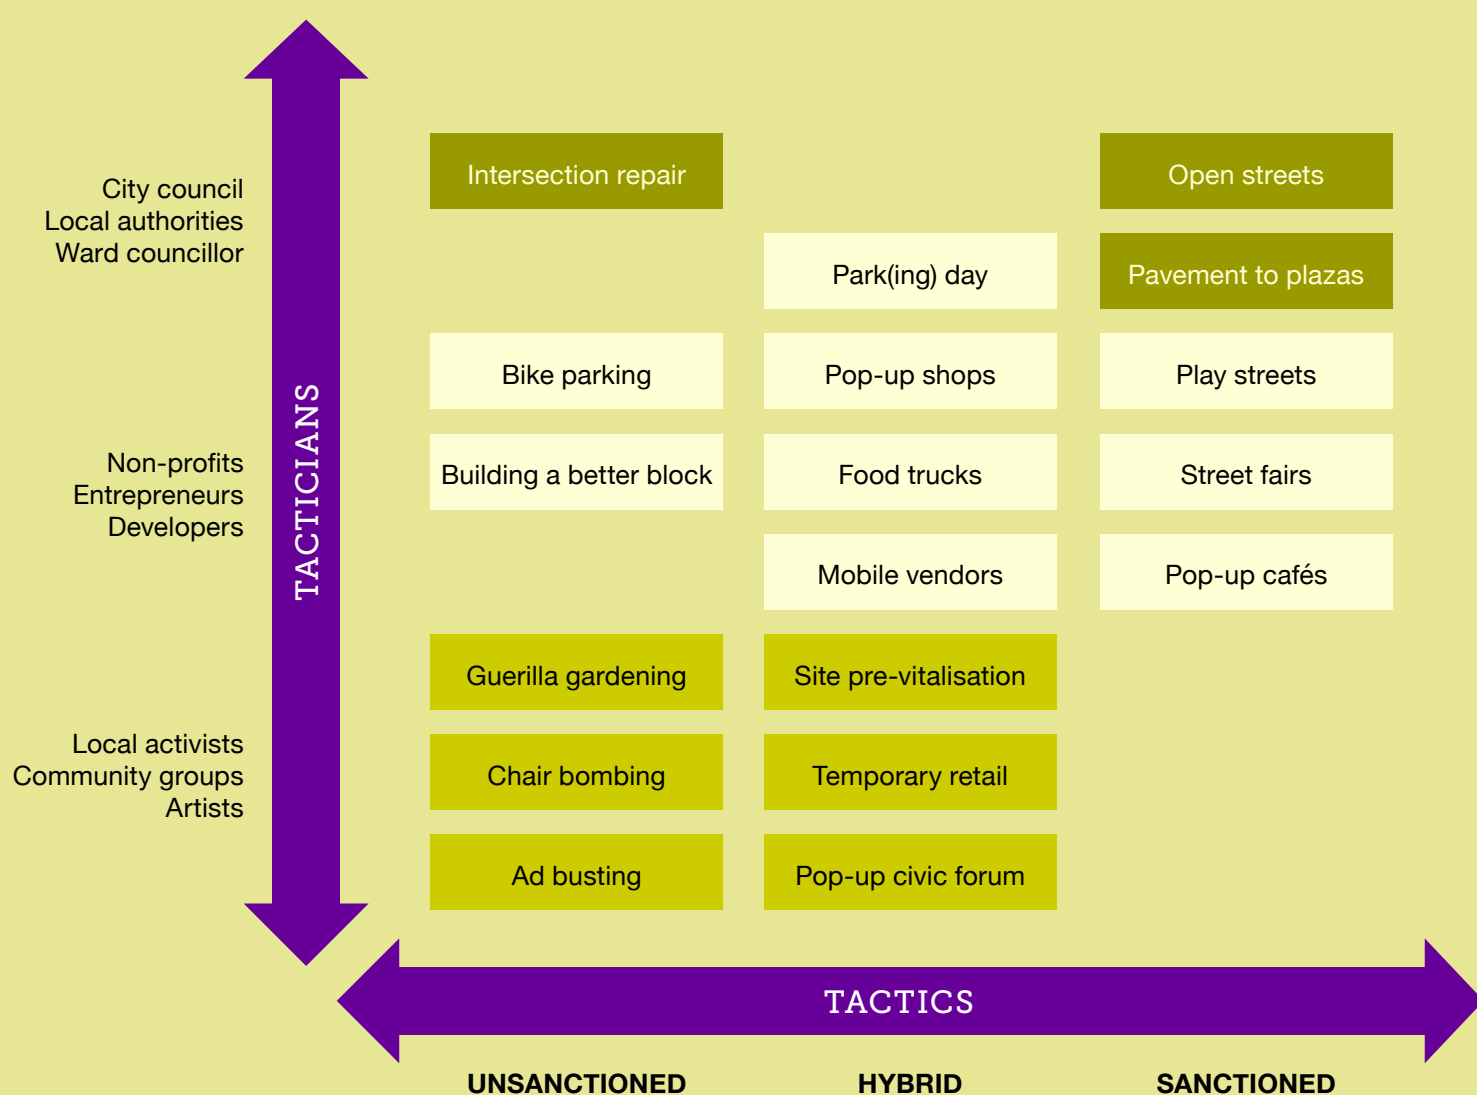 City council
Local authorities
Ward councillor
Non-profits
Entrepreneurs
Developers
Local activists
Community groups
Artists
TACTICIANS
Intersection repair
Open streets
Park(ing) day
Pavement to plazas
Bike parking
Pop-up shops
Play streets
Building a better block
Food trucks
Street fairs
Mobile vendors
Pop-up cafés
Guerilla gardening
Site pre-vitalisation
Chair bombing
Temporary retail
Ad busting
Pop-up civic forum
TACTICS
UNSANCTIONED
HYBRID
SANCTIONED